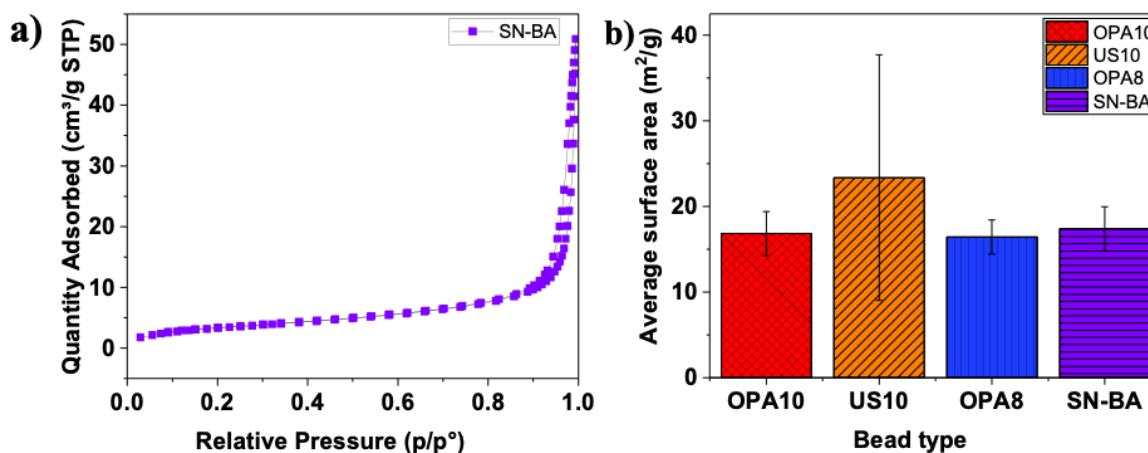 a)
SN-BA
Quantity Adsorbed (cm³/g STP)
50
40
30
20
10
0
0.0 0.2 0.4 0.6 0.8 1.0
Relative Pressure (p/p°)
b)
OPA10
US10
OPA8
SN-BA
Average surface area (m²/g)
40
30
20
10
0
OPA10 US10 OPA8 SN-BA
Bead type